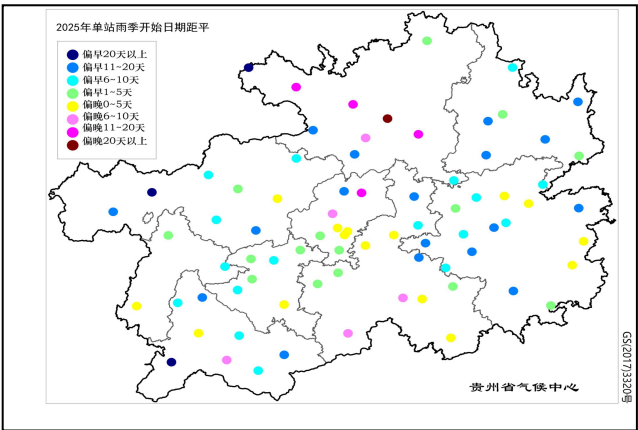 2025年单站雨季开始日期距平
偏早20天以上
偏早11~20天
偏早6~10天
偏早1~5天
偏晚0~5天
偏晚6~10天
偏晚11~20天
偏晚20天以上
贵州省气候中心
GS(2017)3320号